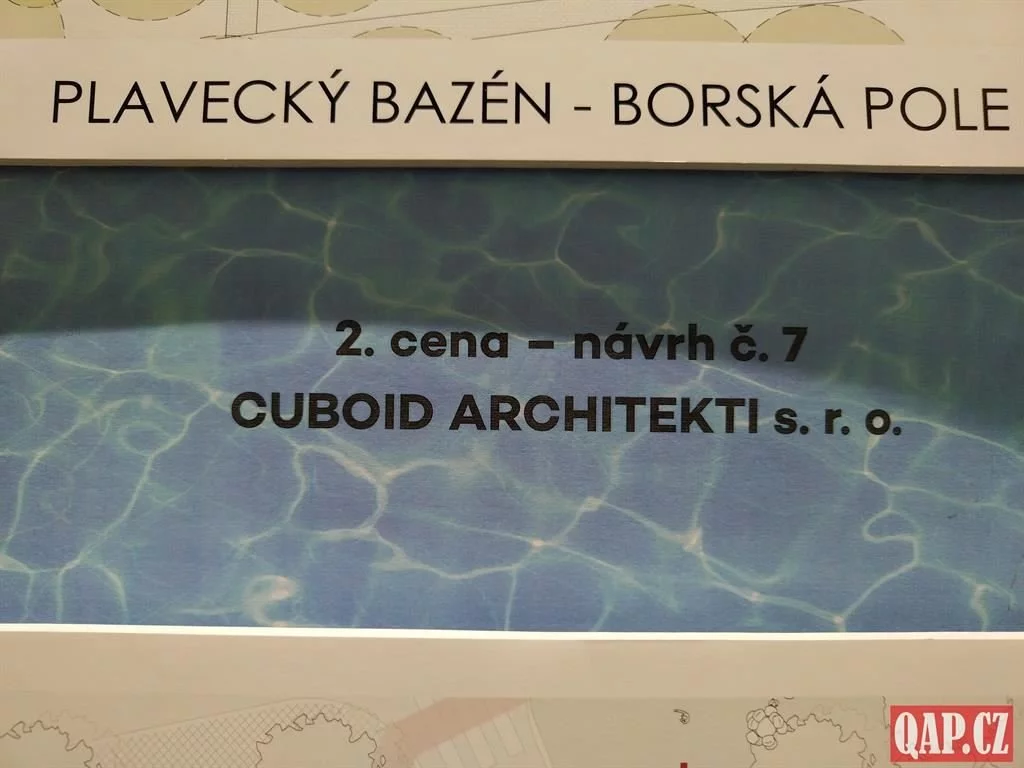 PLAVECKÝ BAZÉN - BORSKÁ POLE
2. cena – návrh č. 7
CUBOID ARCHITEKTI s. r. o.
QAP.CZ